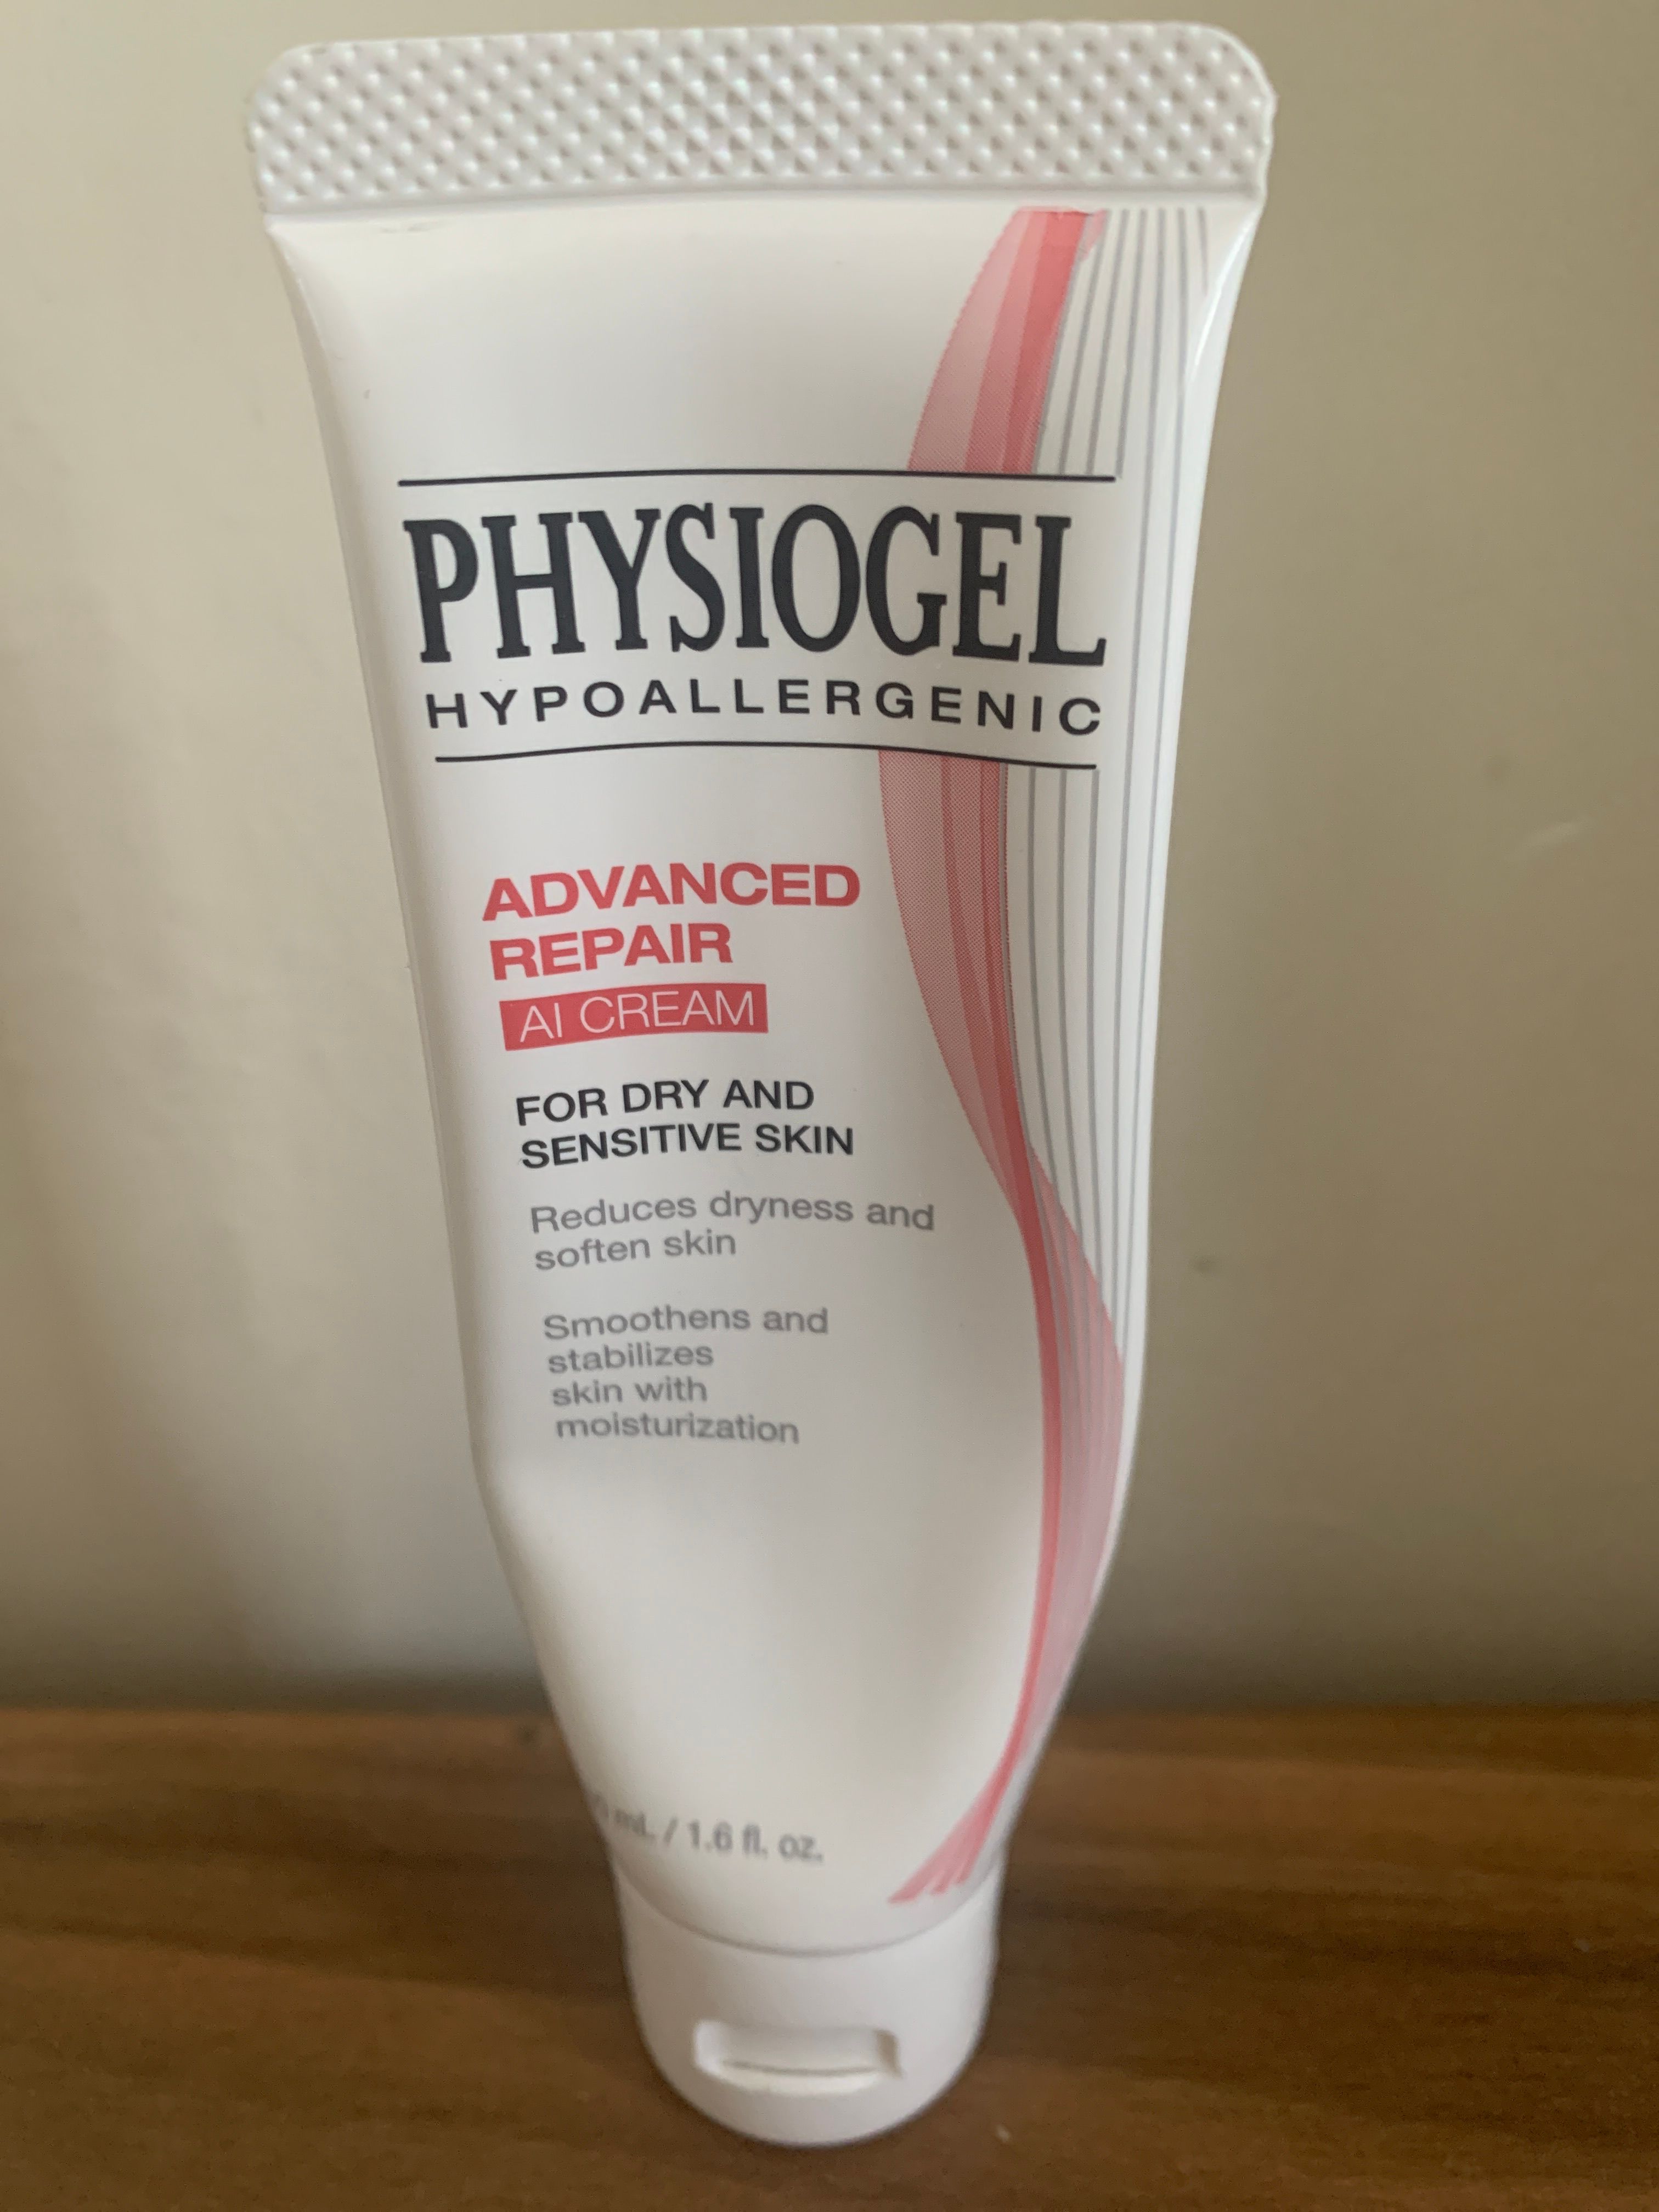 PHYSIOGEL
HYPOALLERGENIC
ADVANCED
REPAIR
AI CREAM
FOR DRY AND
SENSITIVE SKIN
Reduces dryness and
soften skin
Smoothens and
stabilizes
skin with
moisturization
mL / 1.6 fl. oz.